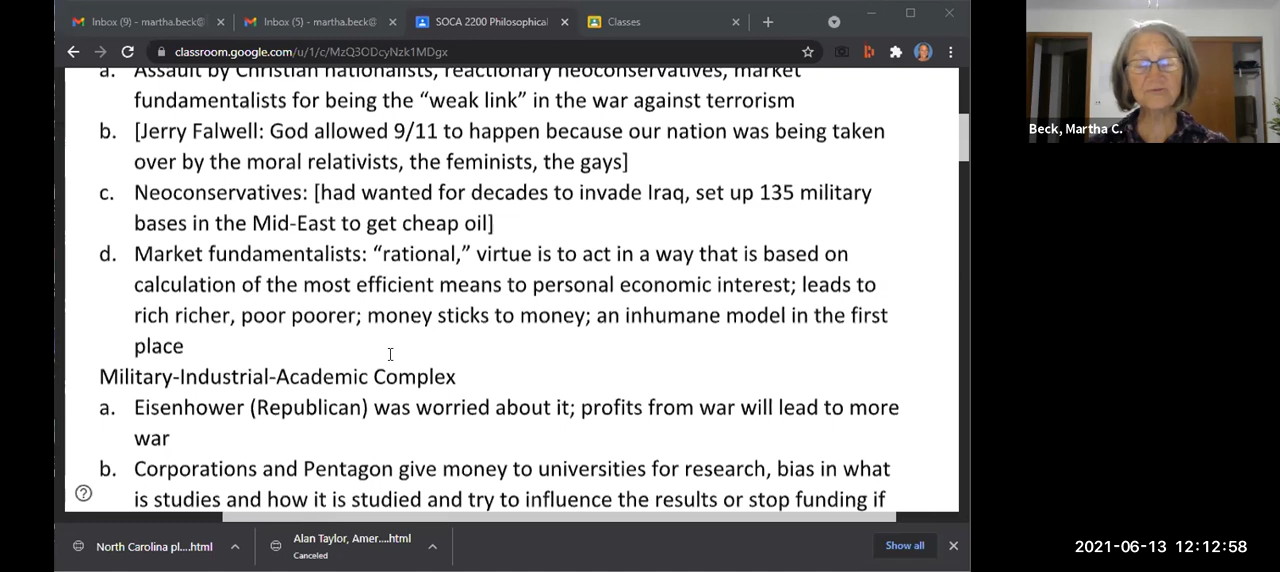 Inbox (9) - martha.beck@
Inbox (5) - martha.beck@
SOCA 2200 Philosophical
Classes
classroom.google.com/u/1/c/MzQ3ODcyNzk1MDgx
a. Assault by Christian nationalists, reactionary neoconservatives, market
fundamentalists for being the “weak link” in the war against terrorism
b. [Jerry Falwell: God allowed 9/11 to happen because our nation was being taken
over by the moral relativists, the feminists, the gays]
c. Neoconservatives: [had wanted for decades to invade Iraq, set up 135 military
bases in the Mid-East to get cheap oil]
d. Market fundamentalists: “rational,” virtue is to act in a way that is based on
calculation of the most efficient means to personal economic interest; leads to
rich richer, poor poorer; money sticks to money; an inhumane model in the first
place
Military-Industrial-Academic Complex
a. Eisenhower (Republican) was worried about it; profits from war will lead to more
war
b. Corporations and Pentagon give money to universities for research, bias in what
is studies and how it is studied and try to influence the results or stop funding if
Beck, Martha C.
North Carolina pl....html
Alan Taylor, Amer....html
Canceled
Show all
2021-06-13 12:12:58